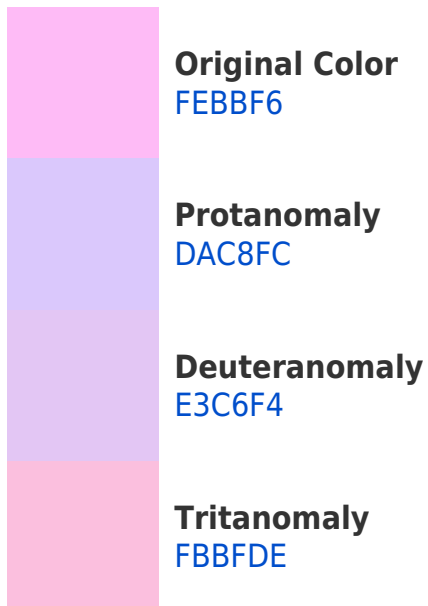 Original Color
FEBBF6
Protanomaly
DAC8FC
Deuteranomaly
E3C6F4
Tritanomaly
FBBFDE